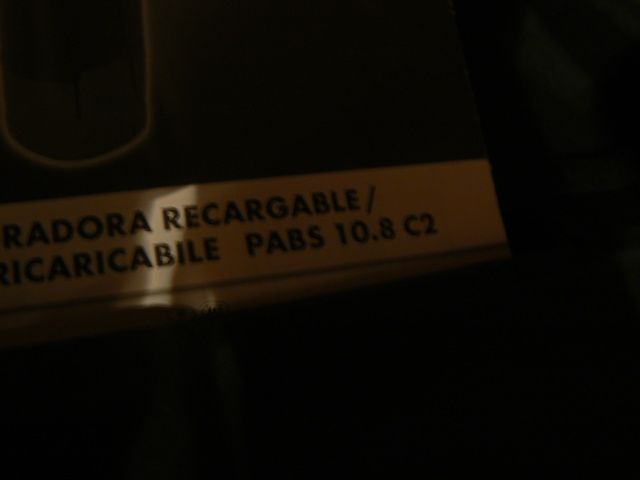 RADORA RECARGABLE/
RICARICABILE PABS 10.8 C2